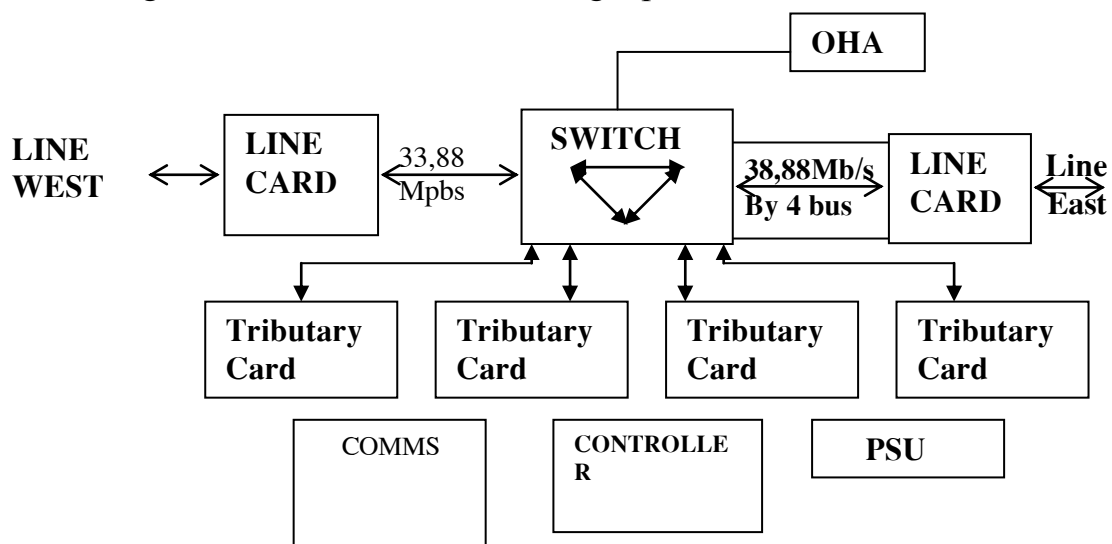 OHA
LINE
WEST
LINE
CARD
33,88
Mpbs
SWITCH
38,88Mb/s
By 4 bus
LINE
CARD
Line
East
Tributary
Card
Tributary
Card
Tributary
Card
Tributary
Card
COMMS
CONTROLLE
R
PSU